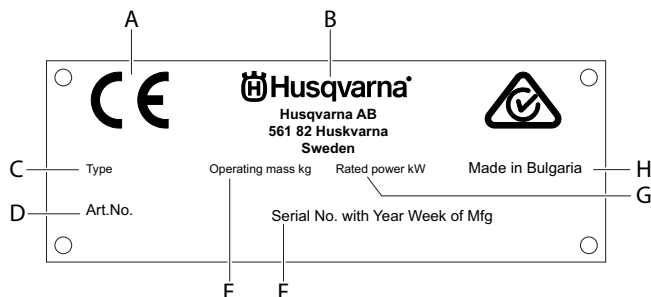 A
B
CE
Husqvarna
Husqvarna AB
561 82 Huskvarna
Sweden
C
Type
Operating mass kg
Rated power kW
Made in Bulgaria
H
G
D
Art.No.
Serial No. with Year Week of Mfg
E
F